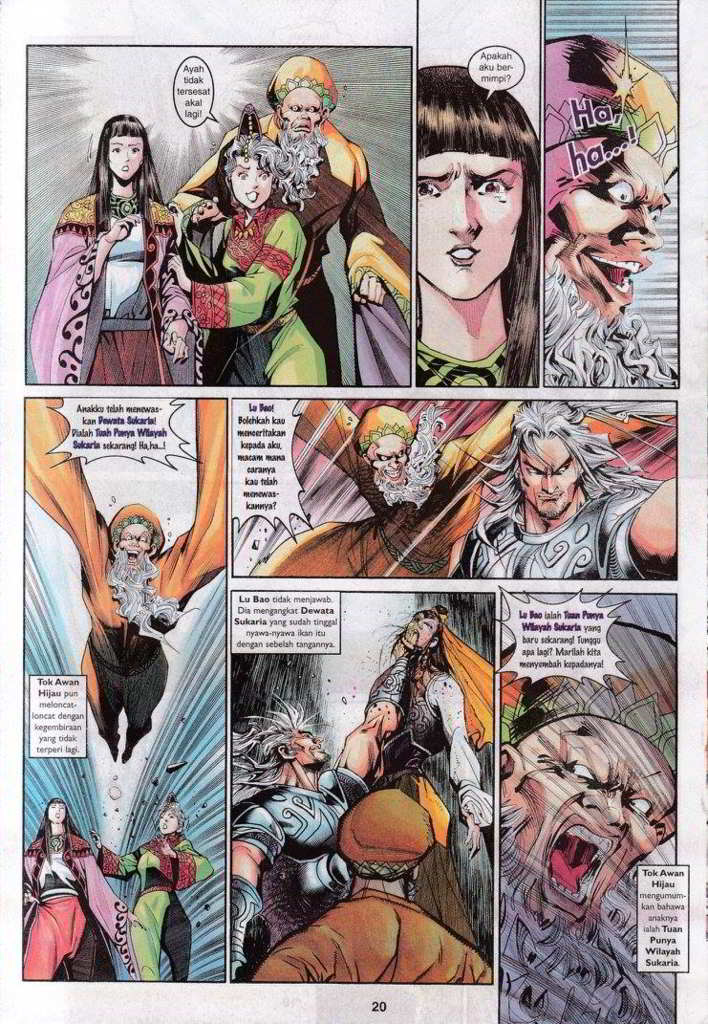 Ayah
tidak
tersesat
akal
lagi!
Apakah
aku ber-
mimpi?
Ha,
ha...!
Anakku telah menewas-
kan Dewata Sukaria!
Dialah Tuan Punya Wilayah
Sukaria sekarang! Ha,ha...!
Tok Awan
Hijau pun
meloncat-
loncat dengan
kegembiraan
yang tidak
terperi lagi.
Lu Bao!
Bolehkah kau
menceritakan
kepada aku,
macam mana
caranya
kau telah
menewas-
kannya?
Lu Bao tidak menjawab.
Dia mengangkat Dewata
Sukaria yang sudah tinggal
nyawa-nyawa ikan itu
dengan sebelah tangannya.
Lu Bao ialah Tuan Punya
Wilayah Sukaria yang
baru sekarang! Tunggu
apa lagi? Marilah kita
menyembah kepadanya!
Tok Awan
Hijau
mengumum-
kan bahawa
anaknya
ialah Tuan
Punya
Wilayah
Sukaria.
20